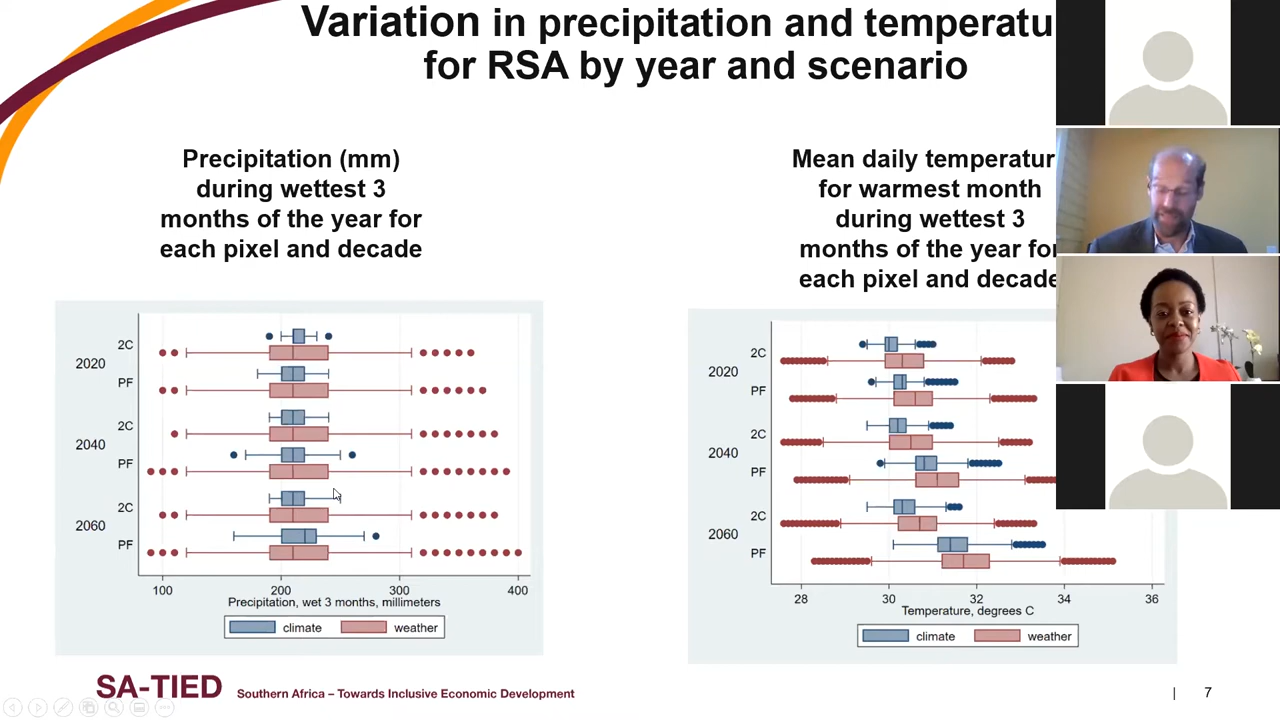 Variation in precipitation and temperatu
for RSA by year and scenario
Precipitation (mm)
during wettest 3
months of the year for
each pixel and decade
Mean daily temperatur
for warmest month
during wettest 3
months of the year for
each pixel and decade
2020
2C
PF
2040
2C
PF
2060
2C
PF
100 200 300 400
Precipitation, wet 3 months, millimeters
climate weather
2020
2C
PF
2040
2C
PF
2060
2C
PF
28 30 32 34 36
Temperature, degrees C
climate weather
SA-TIED Southern Africa – Towards Inclusive Economic Development
| 7